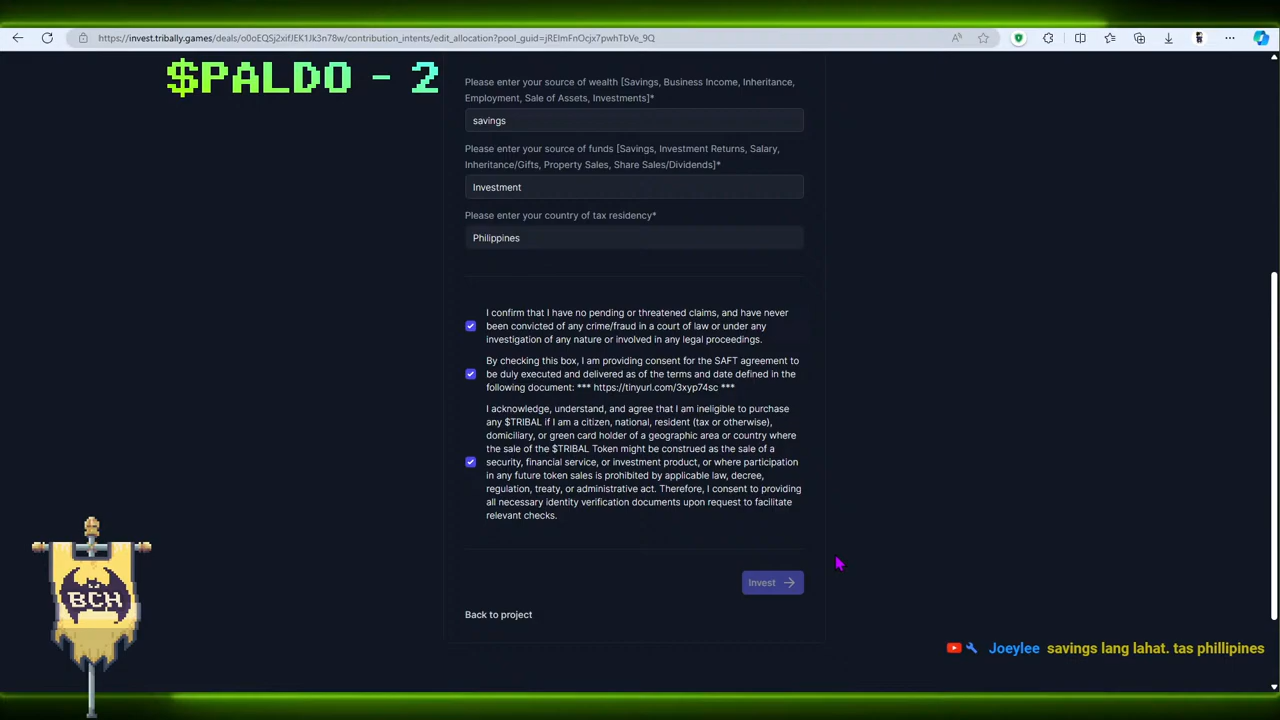 https://invest.tribally.games/deals/o0oEQSj2xifJEK1Jk3n78w/contribution_intents/edit_allocation?pool_guid=jREImFnOcjx7pwhTbVe_9Q
$PALDO - 2
Please enter your source of wealth [Savings, Business Income, Inheritance,
Employment, Sale of Assets, Investments]*
savings
Please enter your source of funds [Savings, Investment Returns, Salary,
Inheritance/Gifts, Property Sales, Share Sales/Dividends]*
Investment
Please enter your country of tax residency*
Philippines
I confirm that I have no pending or threatened claims, and have never
been convicted of any crime/fraud in a court of law or under any
investigation of any nature or involved in any legal proceedings.
By checking this box, I am providing consent for the SAFT agreement to
be duly executed and delivered as of the terms and date defined in the
following document: *** https://tinyurl.com/3xyp74sc ***
I acknowledge, understand, and agree that I am ineligible to purchase
any $TRIBAL if I am a citizen, national, resident (tax or otherwise),
domiciliary, or green card holder of a geographic area or country where
the sale of the $TRIBAL Token might be construed as the sale of a
security, financial service, or investment product, or where participation
in any future token sales is prohibited by applicable law, decree,
regulation, treaty, or administrative act. Therefore, I consent to providing
all necessary identity verification documents upon request to facilitate
relevant checks.
Invest
Back to project
BCH
Joeylee savings lang lahat. tas phillipines